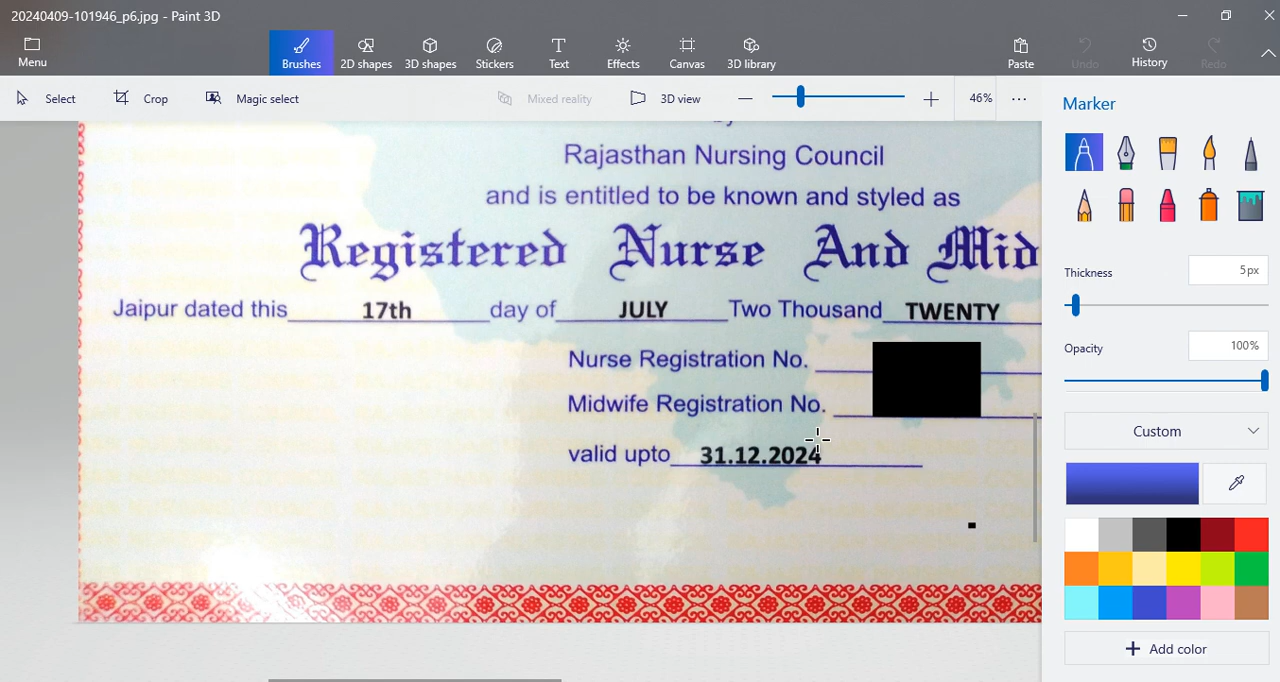 20240409-101946_p6.jpg - Paint 3D
Menu
Brushes
2D shapes
3D shapes
Stickers
Text
Effects
Canvas
3D library
Paste
Undo
History
Redo
Select
Crop
Magic select
Mixed reality
3D view
46%
Marker
Thickness
5px
Opacity
100%
Custom
Add color
by
Rajasthan Nursing Council
and is entitled to be known and styled as
Registered Nurse And Mid
Jaipur dated this 17th day of JULY Two Thousand TWENTY
Nurse Registration No.
Midwife Registration No.
valid upto 31.12.2024